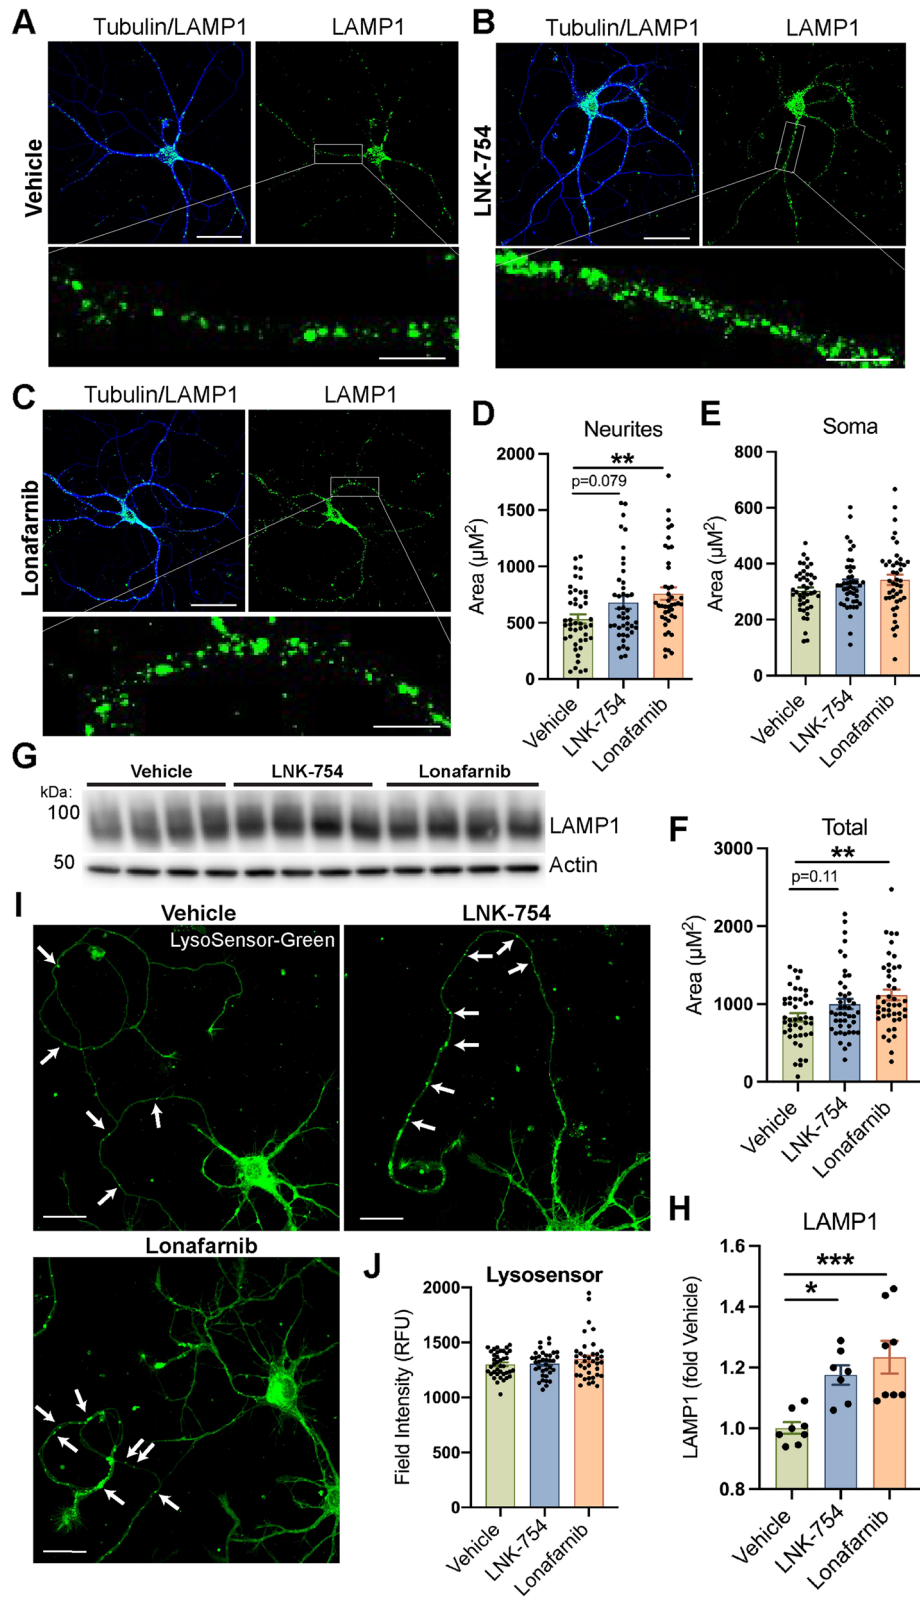 A
Tubulin/LAMP1
LAMP1
Vehicle
B
Tubulin/LAMP1
LAMP1
LNK-754
C
Tubulin/LAMP1
LAMP1
Lonafarnib
D
Neurites
Area (µM²)
2000
1500
1000
500
0
**
p=0.079
Vehicle
LNK-754
Lonafarnib
E
Soma
Area (µM²)
800
600
400
200
0
Vehicle
LNK-754
Lonafarnib
G
Vehicle
LNK-754
Lonafarnib
kDa:
100
LAMP1
50
Actin
F
Total
Area (µM²)
3000
2000
1000
0
**
p=0.11
Vehicle
LNK-754
Lonafarnib
I
Vehicle
LysoSensor-Green
LNK-754
Lonafarnib
J
Lysosensor
Field Intensity (RFU)
2000
1500
1000
500
0
Vehicle
LNK-754
Lonafarnib
H
LAMP1
LAMP1 (fold Vehicle)
1.6
1.4
1.2
1.0
0.8
***
*
Vehicle
LNK-754
Lonafarnib